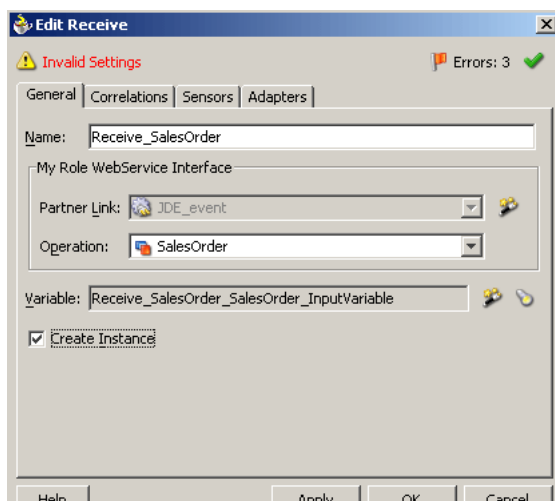 Edit Receive
Invalid Settings Errors: 3
General Correlations Sensors Adapters
Name: Receive_SalesOrder
My Role WebService Interface
Partner Link: JDE_event
Operation: SalesOrder
Variable: Receive_SalesOrder_SalesOrder_InputVariable
Create Instance
Help Apply OK Cancel